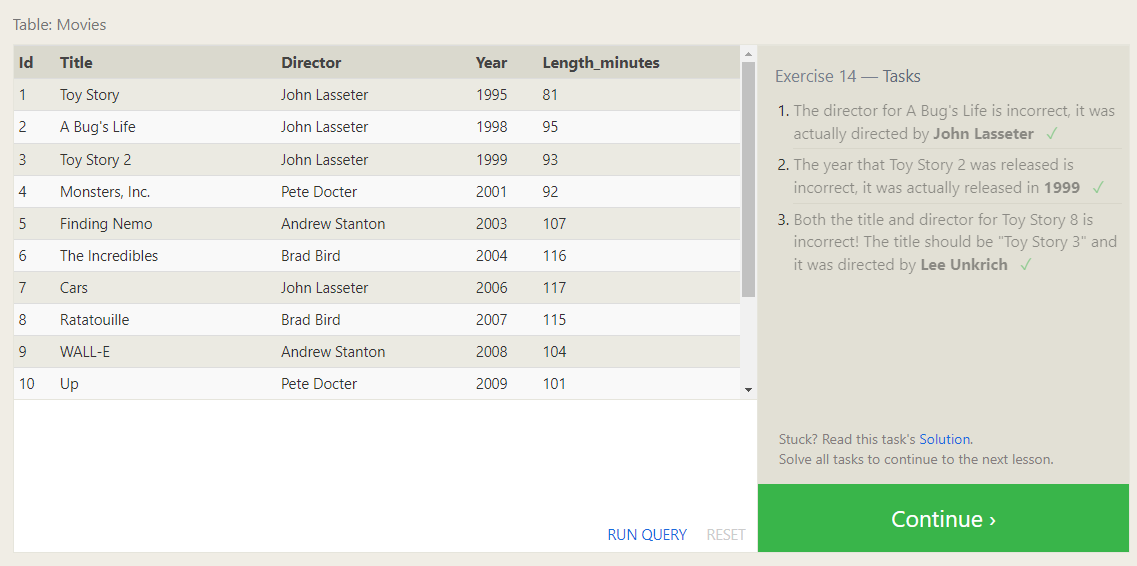 Table: Movies
Id Title Director Year Length_minutes
1 Toy Story John Lasseter 1995 81
2 A Bug's Life John Lasseter 1998 95
3 Toy Story 2 John Lasseter 1999 93
4 Monsters, Inc. Pete Docter 2001 92
5 Finding Nemo Andrew Stanton 2003 107
6 The Incredibles Brad Bird 2004 116
7 Cars John Lasseter 2006 117
8 Ratatouille Brad Bird 2007 115
9 WALL-E Andrew Stanton 2008 104
10 Up Pete Docter 2009 101
RUN QUERY RESET
Exercise 14 — Tasks
1. The director for A Bug's Life is incorrect, it was
actually directed by John Lasseter ✓
2. The year that Toy Story 2 was released is
incorrect, it was actually released in 1999 ✓
3. Both the title and director for Toy Story 8 is
incorrect! The title should be "Toy Story 3" and
it was directed by Lee Unkrich ✓
Stuck? Read this task's Solution.
Solve all tasks to continue to the next lesson.
Continue ›